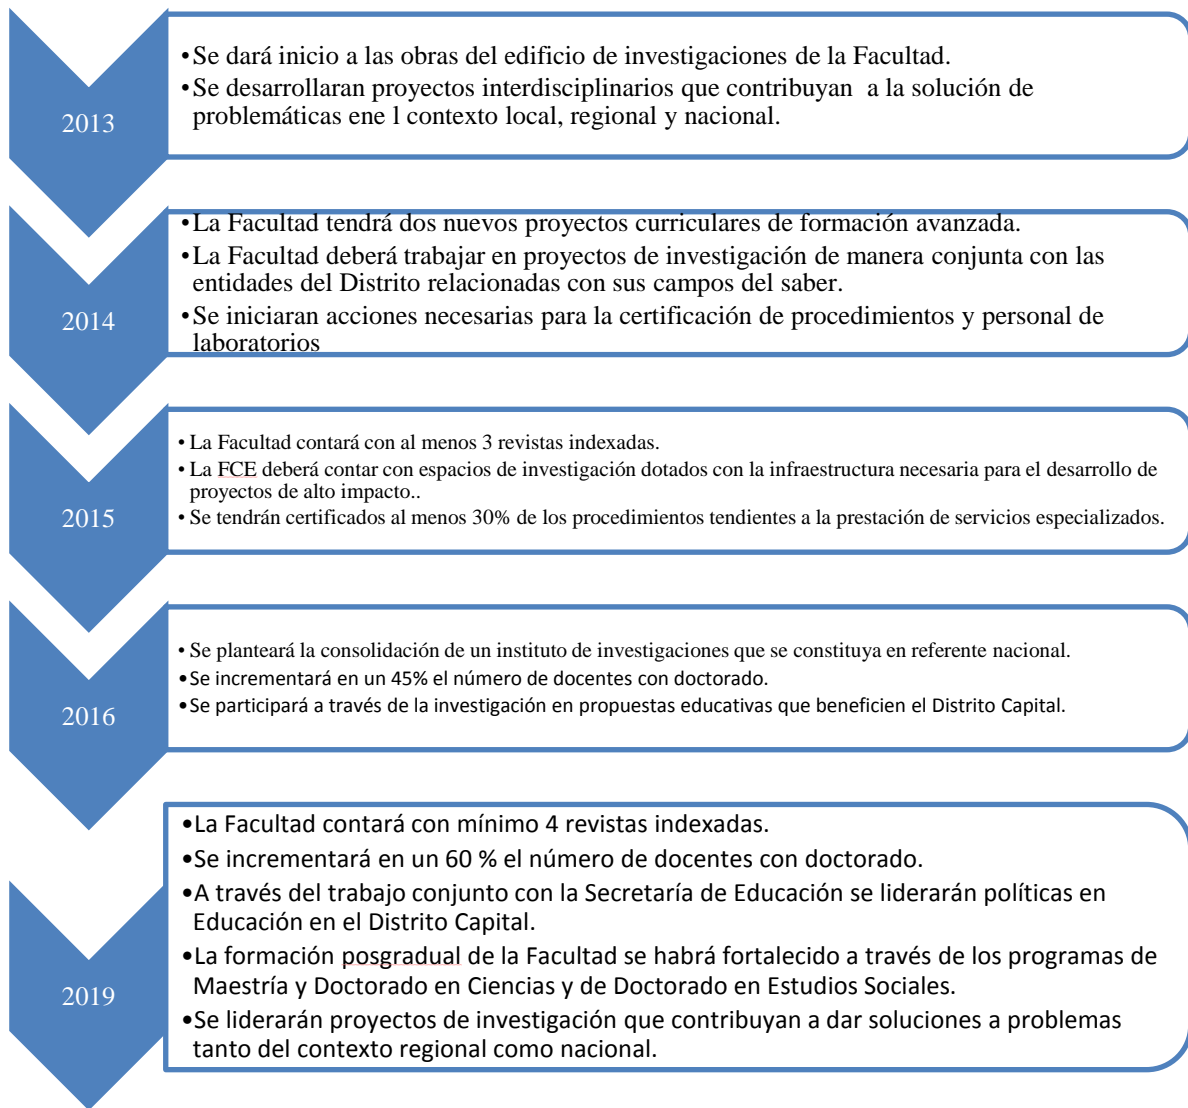 2013
•Se dará inicio a las obras del edificio de investigaciones de la Facultad.
•Se desarrollaran proyectos interdisciplinarios que contribuyan  a la solución de
problemáticas ene l contexto local, regional y nacional.
2014
•La Facultad tendrá dos nuevos proyectos curriculares de formación avanzada.
•La Facultad deberá trabajar en proyectos de investigación de manera conjunta con las
entidades del Distrito relacionadas con sus campos del saber.
•Se iniciaran acciones necesarias para la certificación de procedimientos y personal de
laboratorios
2015
• La Facultad contará con al menos 3 revistas indexadas.
• La FCE deberá contar con espacios de investigación dotados con la infraestructura necesaria para el desarrollo de
proyectos de alto impacto..
• Se tendrán certificados al menos 30% de los procedimientos tendientes a la prestación de servicios especializados.
2016
• Se planteará la consolidación de un instituto de investigaciones que se constituya en referente nacional.
•Se incrementará en un 45% el número de docentes con doctorado.
•Se participará a través de la investigación en propuestas educativas que beneficien el Distrito Capital.
2019
•La Facultad contará con mínimo 4 revistas indexadas.
•Se incrementará en un 60 % el número de docentes con doctorado.
•A través del trabajo conjunto con la Secretaría de Educación se liderarán políticas en
Educación en el Distrito Capital.
•La formación posgradual de la Facultad se habrá fortalecido a través de los programas de
Maestría y Doctorado en Ciencias y de Doctorado en Estudios Sociales.
•Se liderarán proyectos de investigación que contribuyan a dar soluciones a problemas
tanto del contexto regional como nacional.